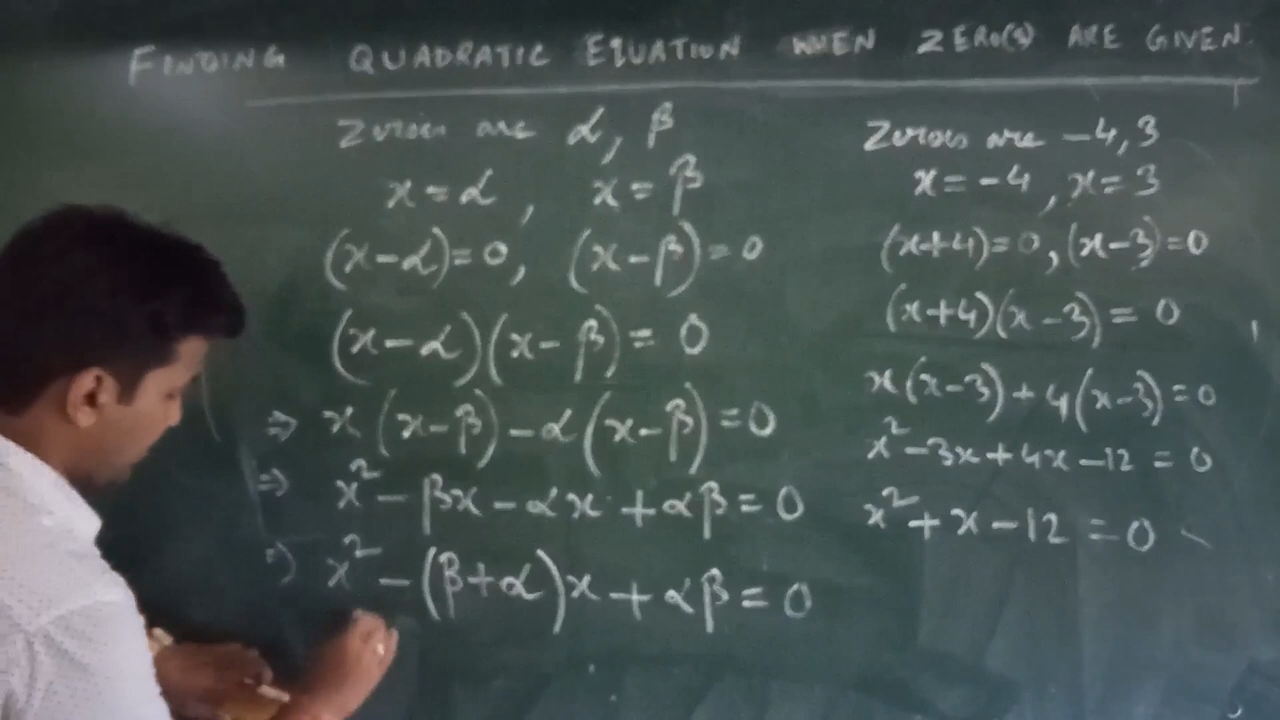 FINDING QUADRATIC EQUATION WHEN ZERO(S) ARE GIVEN.
Zeroes are α, β
x = α , x = β
(x-α)=0, (x-β)=0
(x-α)(x-β) = 0
⇒ x(x-β)-α(x-β)=0
⇒ x² - βx - αx + αβ = 0
⇒ x² - (β+α)x + αβ = 0
Zeroes are -4, 3
x = -4 , x = 3
(x+4)=0, (x-3)=0
(x+4)(x-3) = 0
x(x-3)+4(x-3)=0
x²-3x+4x-12 = 0
x²+x-12 = 0